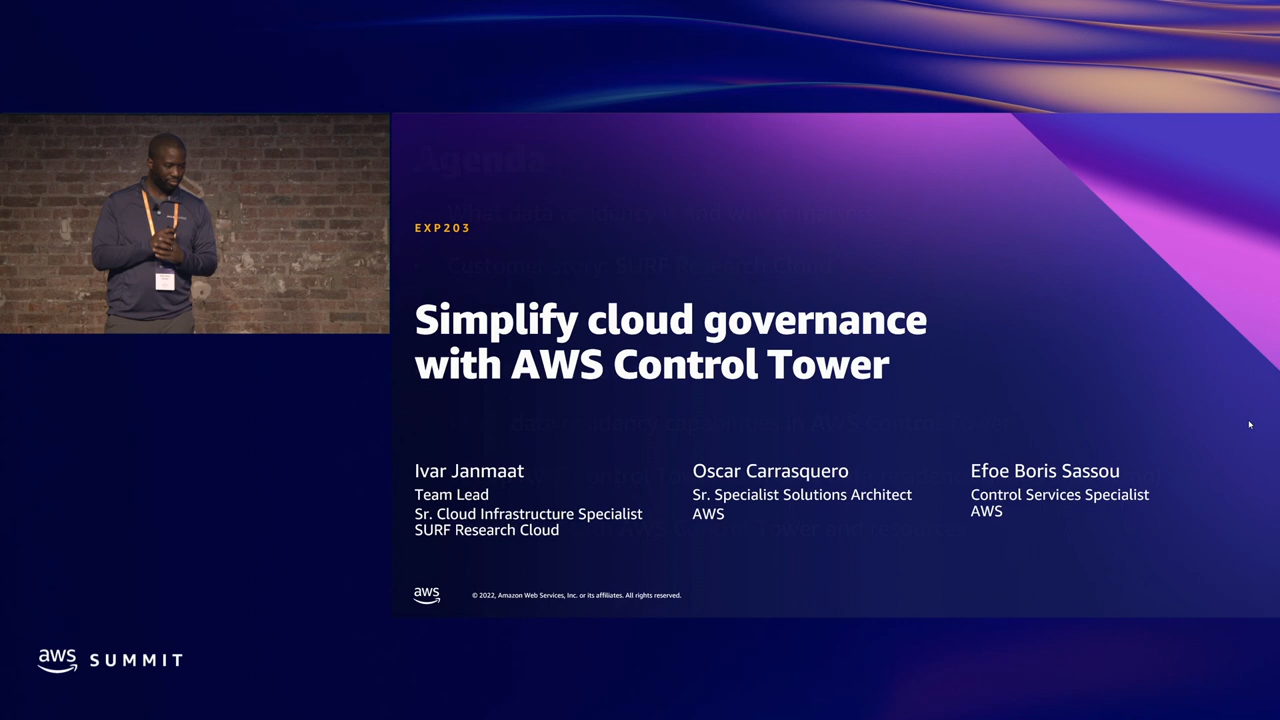 EXP203
Simplify cloud governance
with AWS Control Tower
Ivar Janmaat
Team Lead
Sr. Cloud Infrastructure Specialist
SURF Research Cloud
Oscar Carrasquero
Sr. Specialist Solutions Architect
AWS
Efoe Boris Sassou
Control Services Specialist
AWS
aws
© 2022, Amazon Web Services, Inc. or its affiliates. All rights reserved.
aws SUMMIT
Agenda